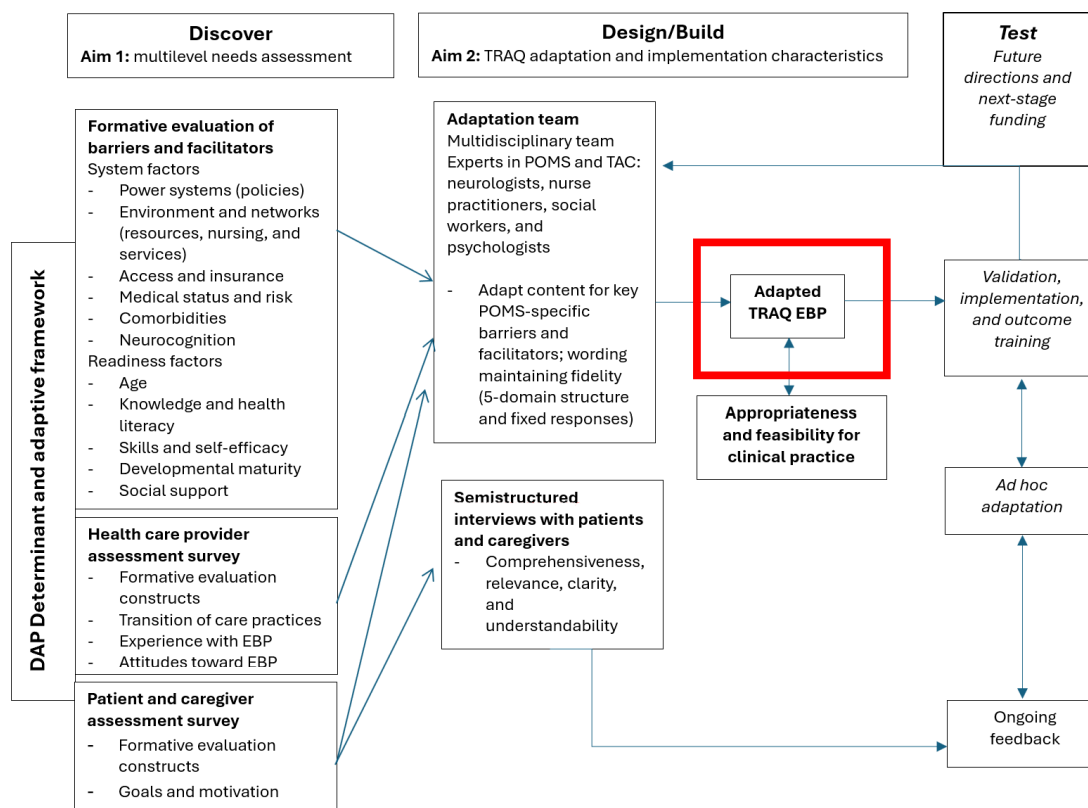 Discover
Aim 1: multilevel needs assessment
Design/Build
Aim 2: TRAQ adaptation and implementation characteristics
Test
Future
directions and
next-stage
funding
DAP Determinant and adaptive framework
Formative evaluation of
barriers and facilitators
System factors
- Power systems (policies)
- Environment and networks
(resources, nursing, and
services)
- Access and insurance
- Medical status and risk
- Comorbidities
- Neurocognition
Readiness factors
- Age
- Knowledge and health
literacy
- Skills and self-efficacy
- Developmental maturity
- Social support
Health care provider
assessment survey
- Formative evaluation
constructs
- Transition of care practices
- Experience with EBP
- Attitudes toward EBP
Patient and caregiver
assessment survey
- Formative evaluation
constructs
- Goals and motivation
Adaptation team
Multidisciplinary team
Experts in POMS and TAC:
neurologists, nurse
practitioners, social
workers, and
psychologists
- Adapt content for key
POMS-specific
barriers and
facilitators; wording
maintaining fidelity
(5-domain structure
and fixed responses)
Semistructured
interviews with patients
and caregivers
- Comprehensiveness,
relevance, clarity,
and
understandability
Adapted
TRAQ EBP
Appropriateness
and feasibility for
clinical practice
Validation,
implementation,
and outcome
training
Ad hoc
adaptation
Ongoing
feedback